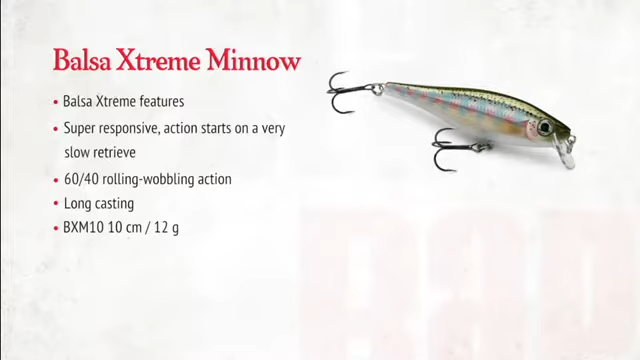 Balsa Xtreme Minnow
• Balsa Xtreme features
• Super responsive, action starts on a very
slow retrieve
• 60/40 rolling-wobbling action
• Long casting
• BXM10 10 cm / 12 g